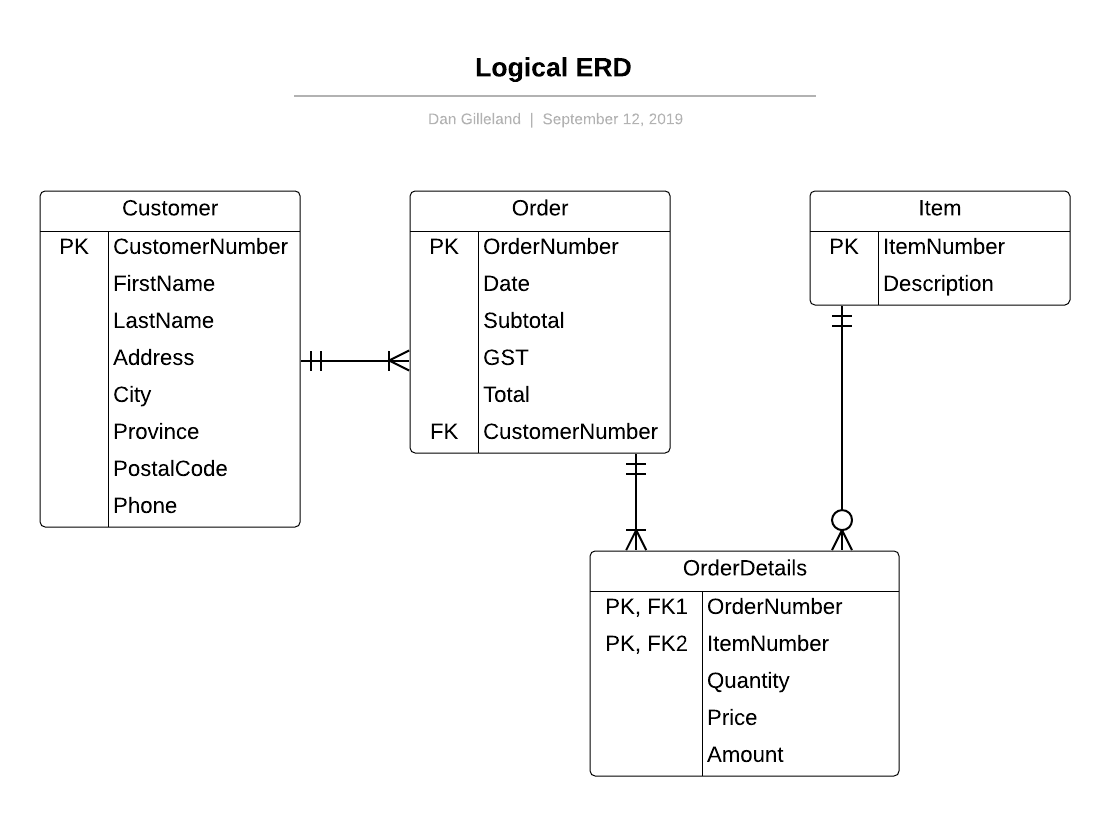 Logical ERD
Dan Gilleland | September 12, 2019
Customer
PK CustomerNumber
FirstName
LastName
Address
City
Province
PostalCode
Phone
Order
PK OrderNumber
Date
Subtotal
GST
Total
FK CustomerNumber
Item
PK ItemNumber
Description
OrderDetails
PK, FK1 OrderNumber
PK, FK2 ItemNumber
Quantity
Price
Amount